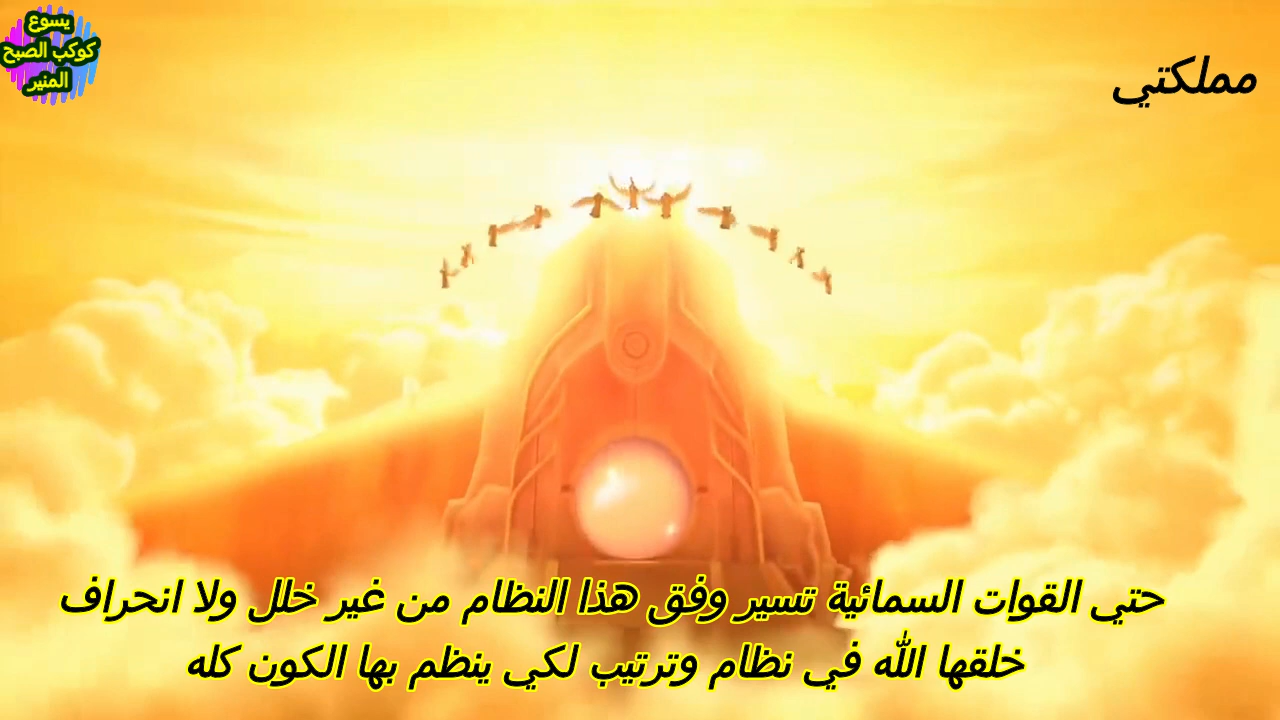 يسوع
كوكب الصبح
المنير
مملكتي
حتي القوات السمائية تسير وفق هذا النظام من غير خلل ولا انحراف
خلقها الله في نظام وترتيب لكي ينظم بها الكون كله